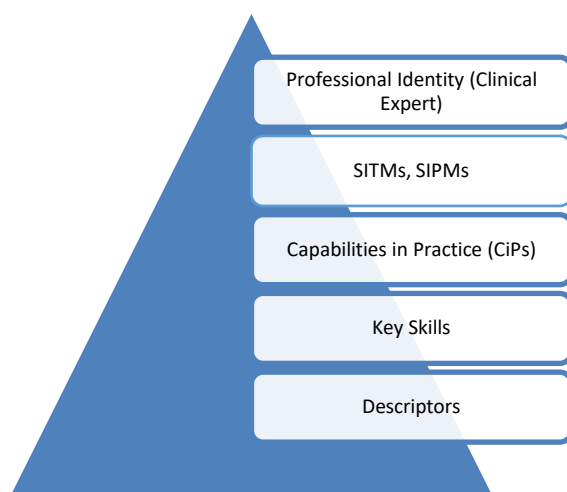 Professional Identity (Clinical
Expert)
SITMs, SIPMs
Capabilities in Practice (CiPs)
Key Skills
Descriptors